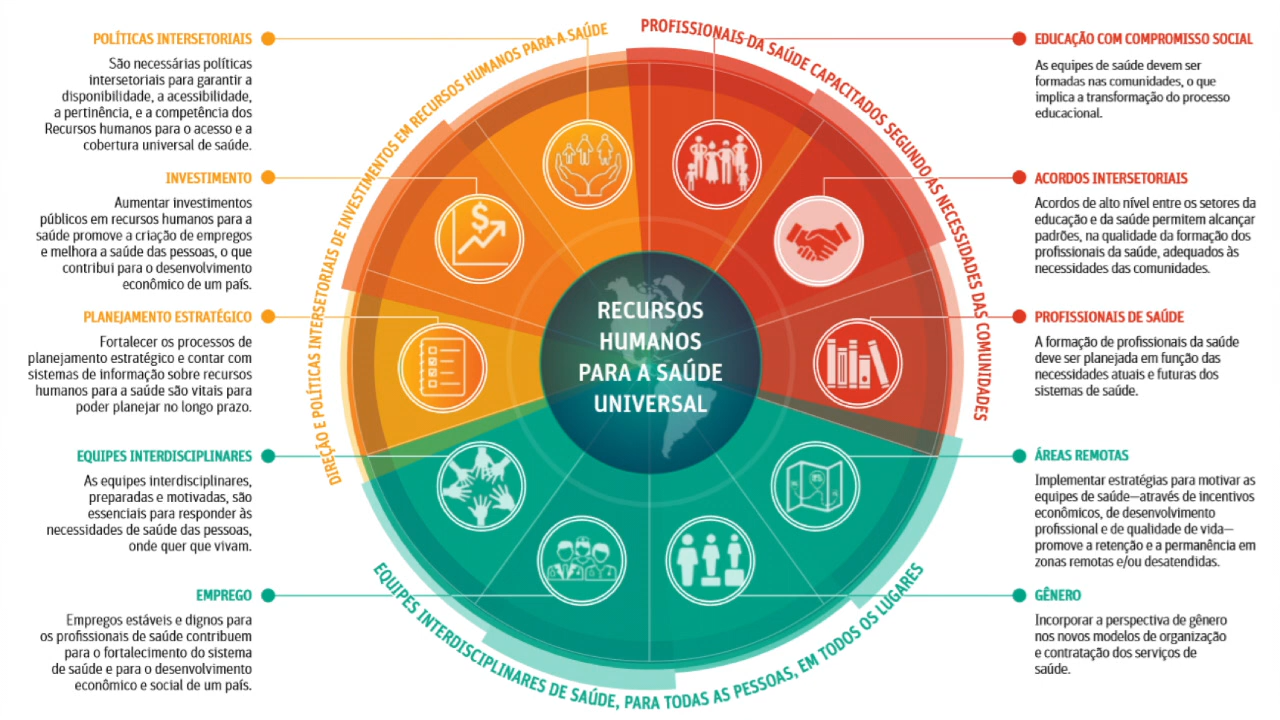 POLÍTICAS INTERSETORIAIS
São necessárias políticas
intersetoriais para garantir a
disponibilidade, a acessibilidade,
a pertinência, e a competência dos
Recursos humanos para o acesso e a
cobertura universal de saúde.
INVESTIMENTO
Aumentar investimentos
públicos em recursos humanos para a
saúde promove a criação de empregos
e melhora a saúde das pessoas, o que
contribui para o desenvolvimento
econômico de um país.
PLANEJAMENTO ESTRATÉGICO
Fortalecer os processos de
planejamento estratégico e contar com
sistemas de informação sobre recursos
humanos para a saúde são vitais para
poder planejar no longo prazo.
EQUIPES INTERDISCIPLINARES
As equipes interdisciplinares,
preparadas e motivadas, são
essenciais para responder às
necessidades de saúde das pessoas,
onde quer que vivam.
EMPREGO
Empregos estáveis e dignos para
os profissionais de saúde contribuem
para o fortalecimento do sistema
de saúde e para o desenvolvimento
econômico e social de um país.
DIREÇÃO E POLÍTICAS INTERSETORIAIS DE INVESTIMENTOS EM RECURSOS HUMANOS PARA A SAÚDE
PROFISSIONAIS DA SAÚDE CAPACITADOS SEGUNDO AS NECESSIDADES DAS COMUNIDADES
RECURSOS
HUMANOS
PARA A SAÚDE
UNIVERSAL
$
EQUIPES INTERDISCIPLINARES DE SAÚDE, PARA TODAS AS PESSOAS, EM TODOS OS LUGARES
EDUCAÇÃO COM COMPROMISSO SOCIAL
As equipes de saúde devem ser
formadas nas comunidades, o que
implica a transformação do processo
educacional.
ACORDOS INTERSETORIAIS
Acordos de alto nível entre os setores da
educação e da saúde permitem alcançar
padrões, na qualidade da formação dos
profissionais da saúde, adequados às
necessidades das comunidades.
PROFISSIONAIS DE SAÚDE
A formação de profissionais da saúde
deve ser planejada em função das
necessidades atuais e futuras dos
sistemas de saúde.
ÁREAS REMOTAS
Implementar estratégias para motivar as
equipes de saúde—através de incentivos
econômicos, de desenvolvimento
profissional e de qualidade de vida—
promove a retenção e a permanência em
zonas remotas e/ou desatendidas.
GÊNERO
Incorporar a perspectiva de gênero
nos novos modelos de organização
e contratação dos serviços de
saúde.